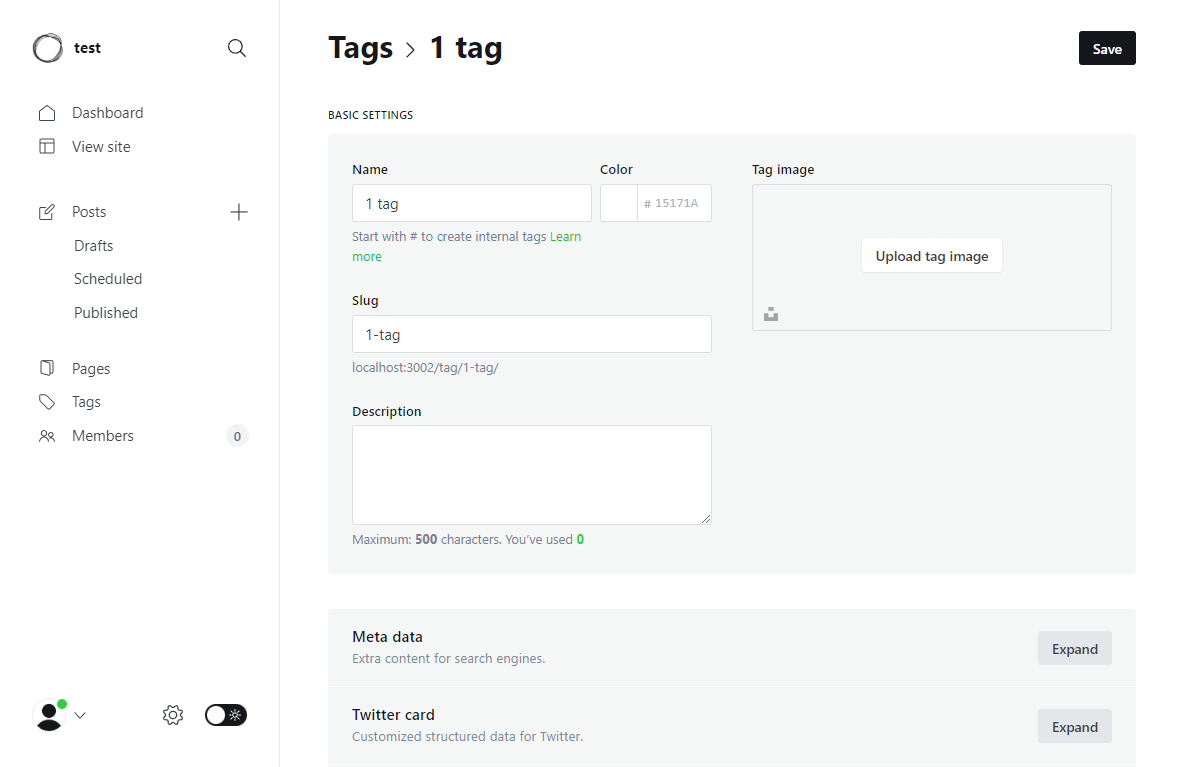 test
Dashboard
View site
Posts
Drafts
Scheduled
Published
Pages
Tags
Members
0
Tags > 1 tag
Save
BASIC SETTINGS
Name
1 tag
Start with # to create internal tags Learn
more
Color
# 15171A
Slug
1-tag
localhost:3002/tag/1-tag/
Description
Maximum: 500 characters. You’ve used 0
Tag image
Upload tag image
Meta data
Extra content for search engines.
Expand
Twitter card
Customized structured data for Twitter.
Expand